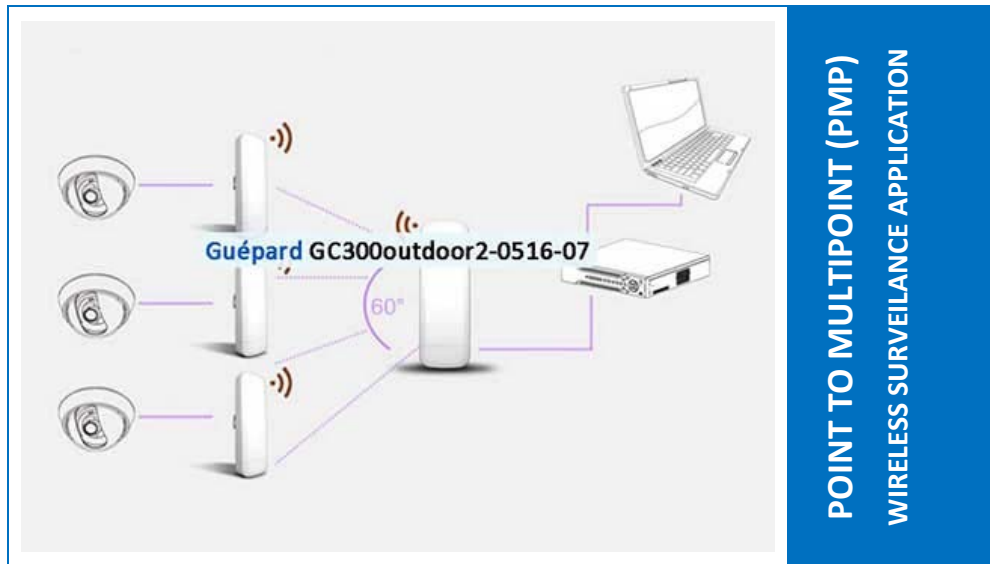 Guépard GC300outdoor2-0516-07
60°
POINT TO MULTIPOINT (PMP)
WIRELESS SURVEILANCE APPLICATION